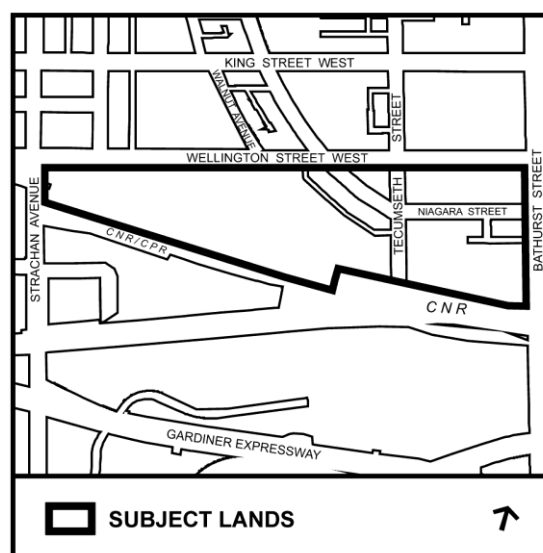 KING STREET WEST
WALNUT AVENUE
STREET
WELLINGTON STREET WEST
STRACHAN AVENUE
CNR/CPR
TECUMSETH
NIAGARA STREET
BATHURST STREET
CNR
GARDINER EXPRESSWAY
SUBJECT LANDS